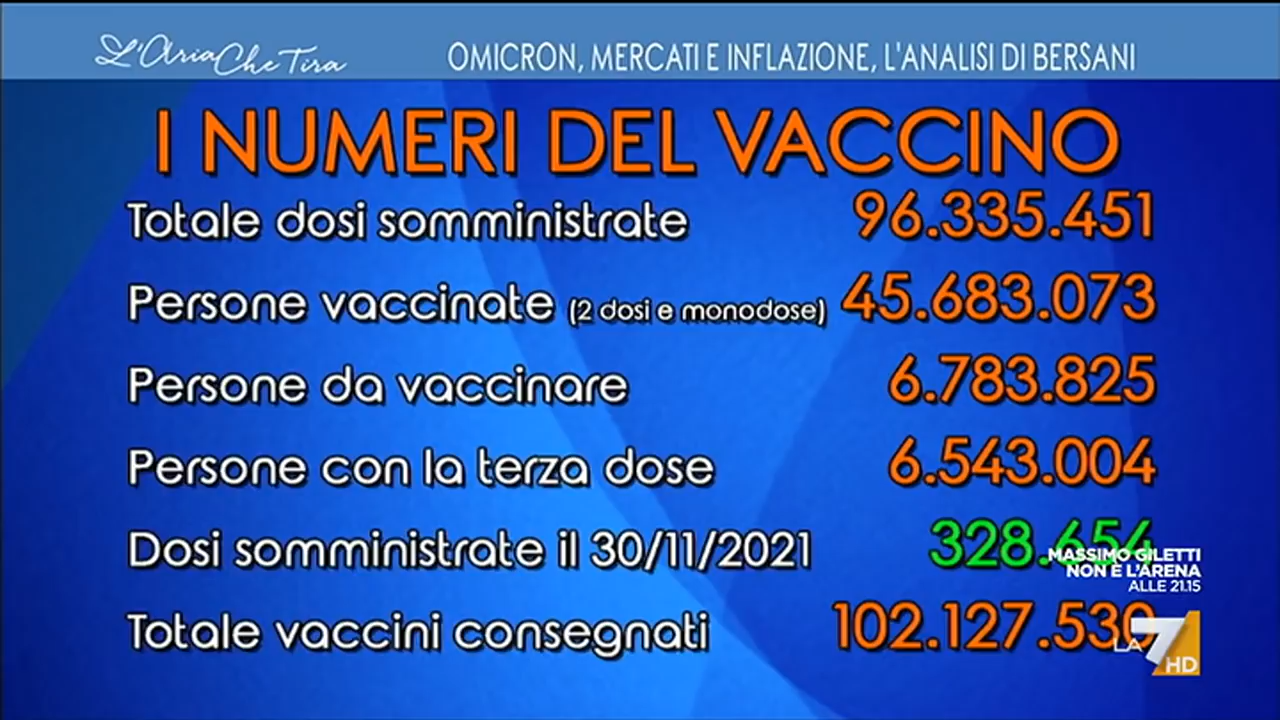 L'Aria Che Tira
OMICRON, MERCATI E INFLAZIONE, L'ANALISI DI BERSANI
I NUMERI DEL VACCINO
Totale dosi somministrate 96.335.451
Persone vaccinate (2 dosi e monodose) 45.683.073
Persone da vaccinare 6.783.825
Persone con la terza dose 6.543.004
Dosi somministrate il 30/11/2021 328.654
MASSIMO GILETTI
NON È L'ARENA
ALLE 21.15
Totale vaccini consegnati
LA7 HD